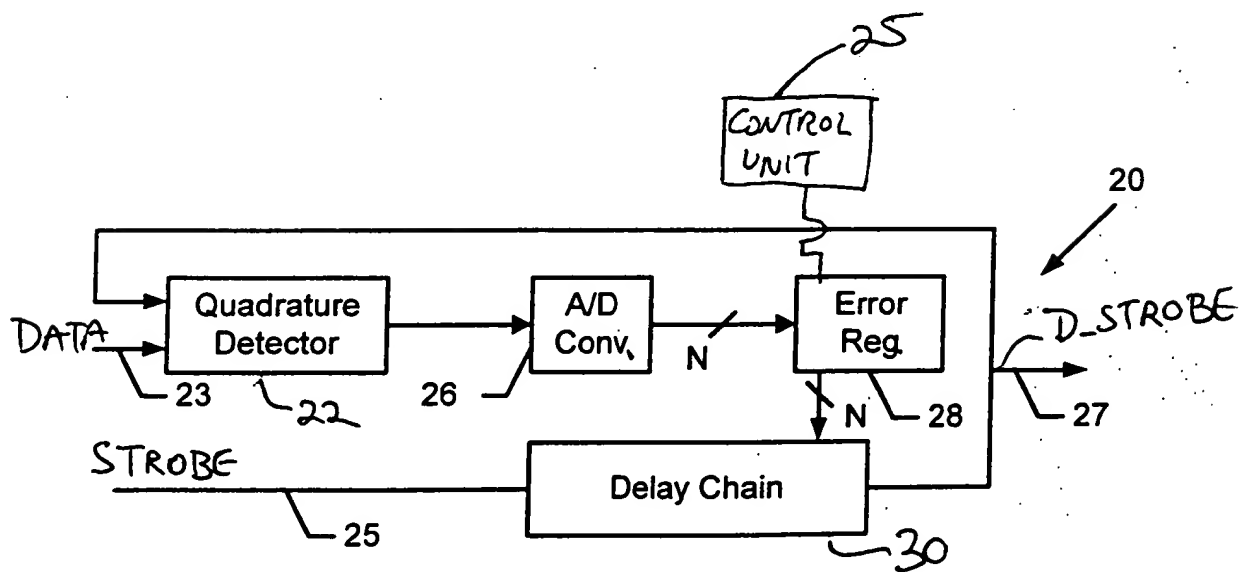 25
CONTROL
UNIT
20
Quadrature
Detector
A/D
Conv.
Error
Reg.
D_STROBE
DATA
N
23
22
26
N
28
27
STROBE
Delay Chain
25
30